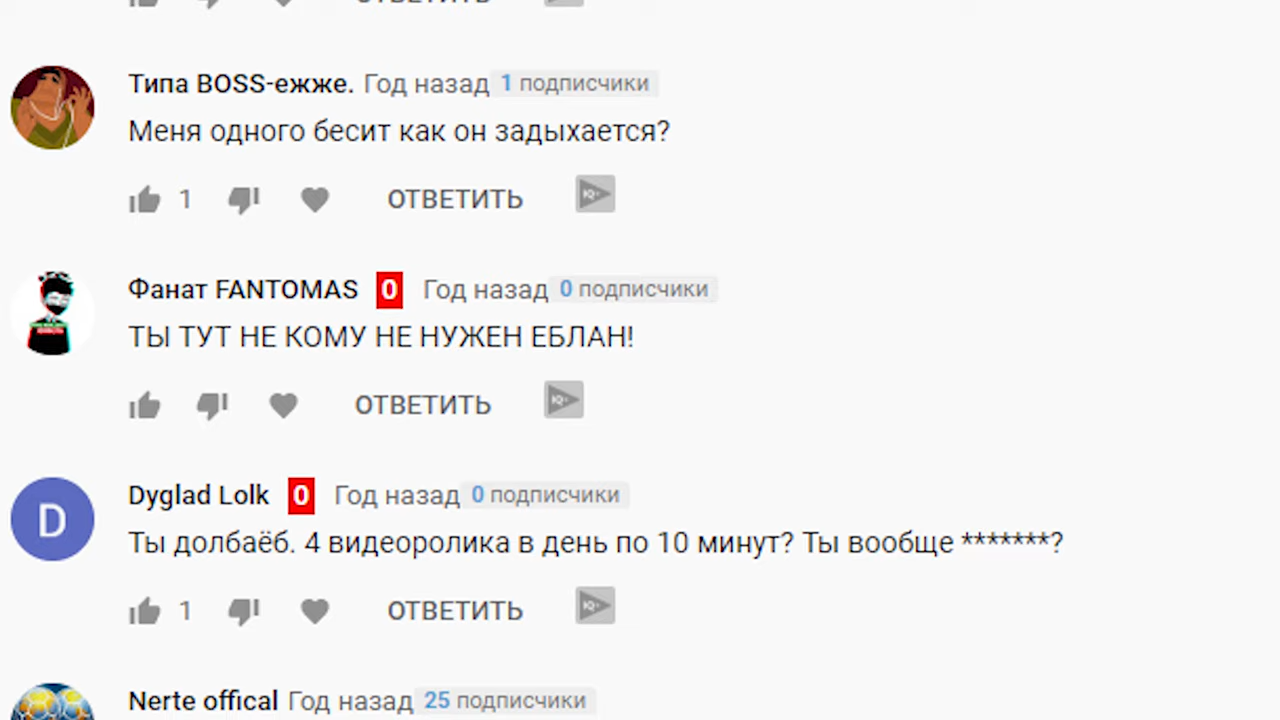 Типа BOSS-ежже. Год назад 1 подписчики
Меня одного бесит как он задыхается?
1 ОТВЕТИТЬ
Фанат FANTOMAS 0 Год назад 0 подписчики
ТЫ ТУТ НЕ КОМУ НЕ НУЖЕН ЕБЛАН!
ОТВЕТИТЬ
D
Dyglad Lolk 0 Год назад 0 подписчики
Ты долбаёб. 4 видеоролика в день по 10 минут? Ты вообще *******?
1 ОТВЕТИТЬ
Nerte offical Год назад 25 подписчики